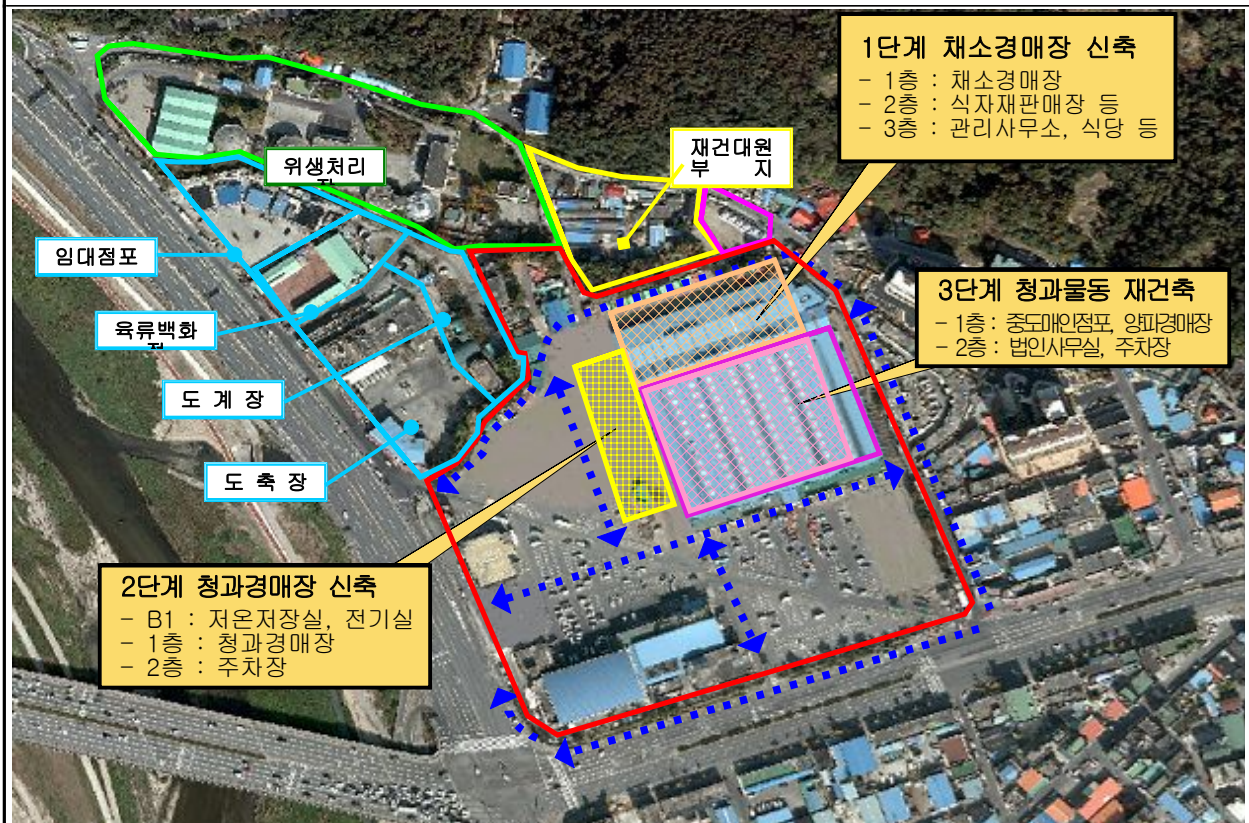 1단계 채소경매장 신축
- 1층 : 채소경매장
- 2층 : 식자재판매장 등
- 3층 : 관리사무소, 식당 등
재건대원
부 지
위생처리
임대점포
육류백화
도 계 장
도 축 장
3단계 청과물동 재건축
- 1층 : 중도매인점포, 양파경매장
- 2층 : 법인사무실, 주차장
2단계 청과경매장 신축
- B1 : 저온저장실, 전기실
- 1층 : 청과경매장
- 2층 : 주차장